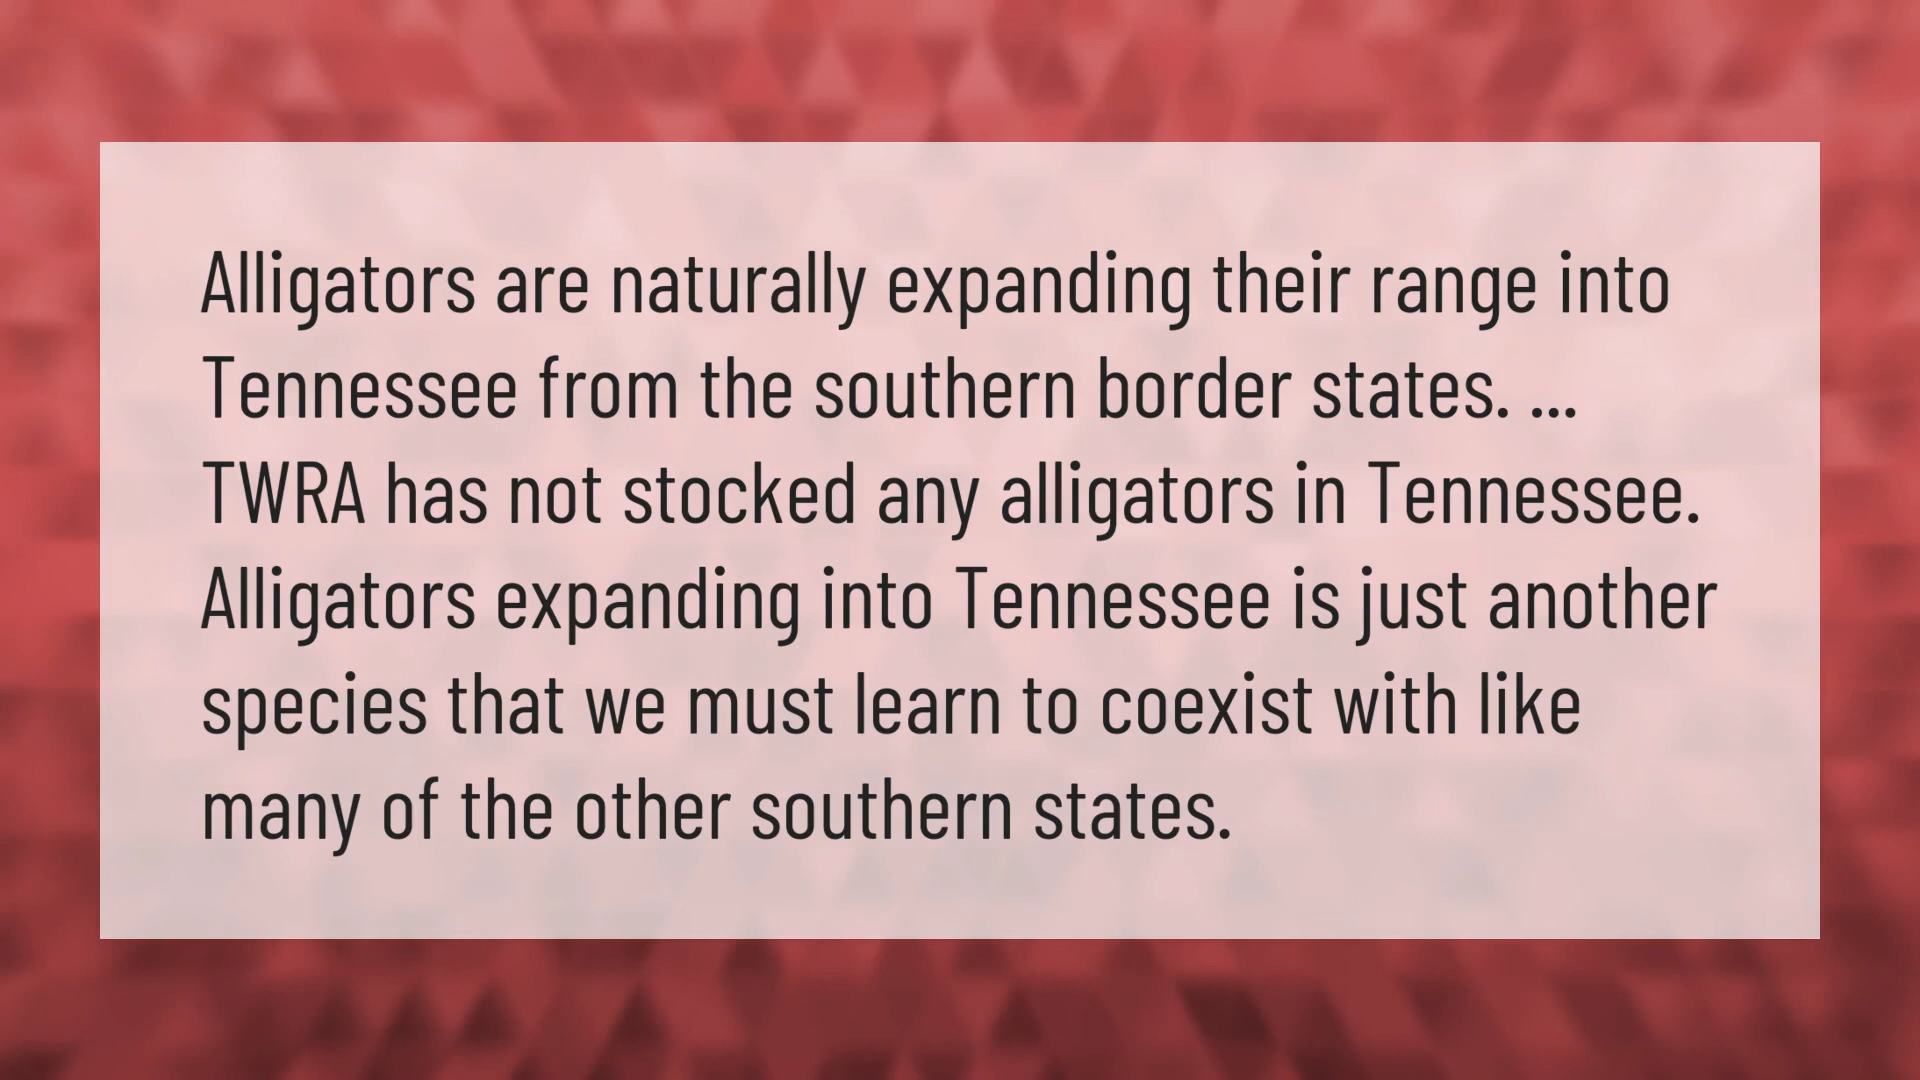 Alligators are naturally expanding their range into
Tennessee from the southern border states. ...
TWRA has not stocked any alligators in Tennessee.
Alligators expanding into Tennessee is just another
species that we must learn to coexist with like
many of the other southern states.